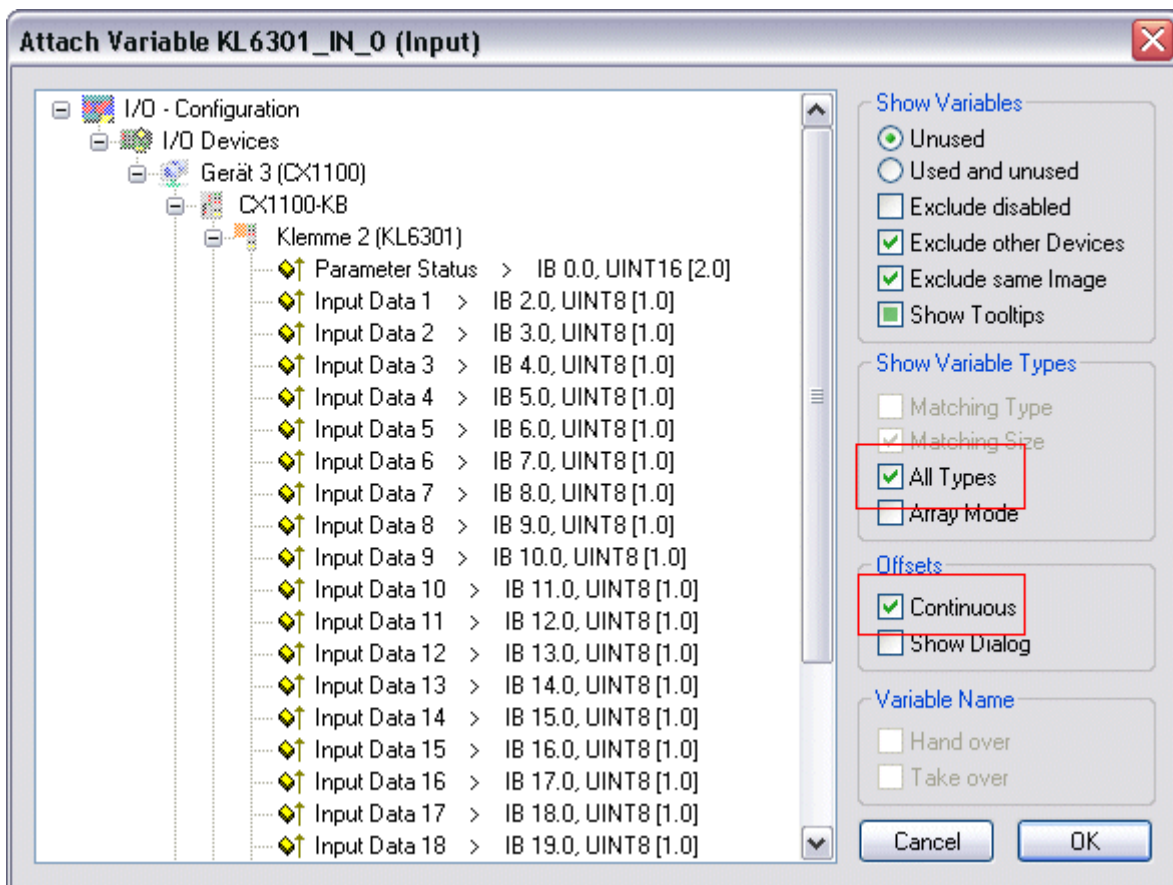 Attach Variable KL6301_IN_0 (Input)
I/O - Configuration
I/O Devices
Gerät 3 (CX1100)
CX1100-KB
Klemme 2 (KL6301)
Parameter Status > IB 0.0, UINT16 [2.0]
Input Data 1 > IB 2.0, UINT8 [1.0]
Input Data 2 > IB 3.0, UINT8 [1.0]
Input Data 3 > IB 4.0, UINT8 [1.0]
Input Data 4 > IB 5.0, UINT8 [1.0]
Input Data 5 > IB 6.0, UINT8 [1.0]
Input Data 6 > IB 7.0, UINT8 [1.0]
Input Data 7 > IB 8.0, UINT8 [1.0]
Input Data 8 > IB 9.0, UINT8 [1.0]
Input Data 9 > IB 10.0, UINT8 [1.0]
Input Data 10 > IB 11.0, UINT8 [1.0]
Input Data 11 > IB 12.0, UINT8 [1.0]
Input Data 12 > IB 13.0, UINT8 [1.0]
Input Data 13 > IB 14.0, UINT8 [1.0]
Input Data 14 > IB 15.0, UINT8 [1.0]
Input Data 15 > IB 16.0, UINT8 [1.0]
Input Data 16 > IB 17.0, UINT8 [1.0]
Input Data 17 > IB 18.0, UINT8 [1.0]
Input Data 18 > IB 19.0, UINT8 [1.0]
Show Variables
Unused
Used and unused
Exclude disabled
Exclude other Devices
Exclude same Image
Show Tooltips
Show Variable Types
Matching Type
Matching Size
All Types
Array Mode
Offsets
Continuous
Show Dialog
Variable Name
Hand over
Take over
Cancel
OK